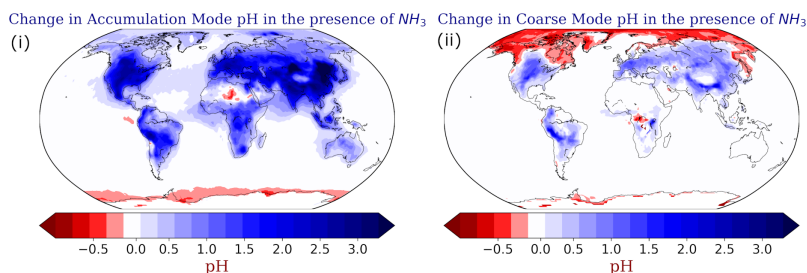 Change in Accumulation Mode pH in the presence of NH3
Change in Coarse Mode pH in the presence of NH3
(i)
(ii)
−0.5 0.0 0.5 1.0 1.5 2.0 2.5 3.0
−0.5 0.0 0.5 1.0 1.5 2.0 2.5 3.0
pH
pH